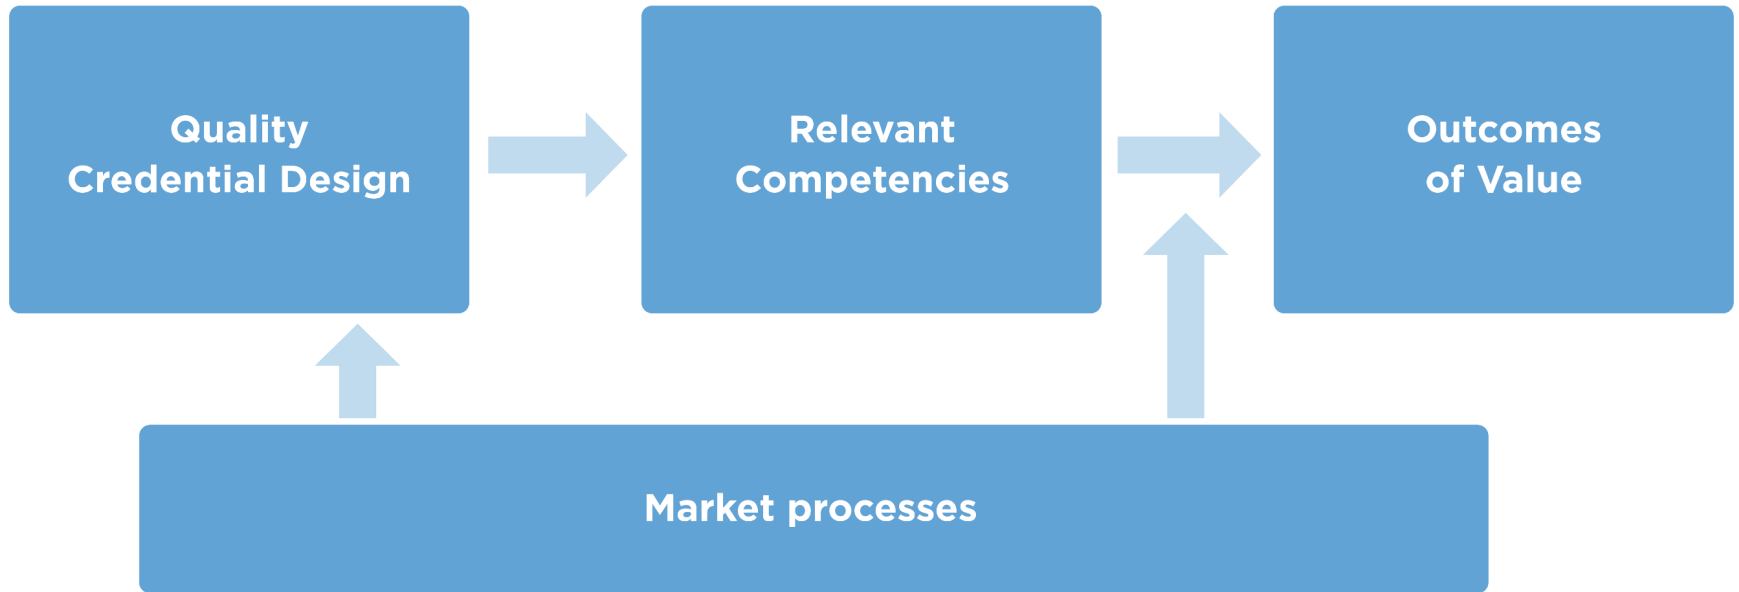 Quality
Credential Design
Relevant
Competencies
Outcomes
of Value
Market processes